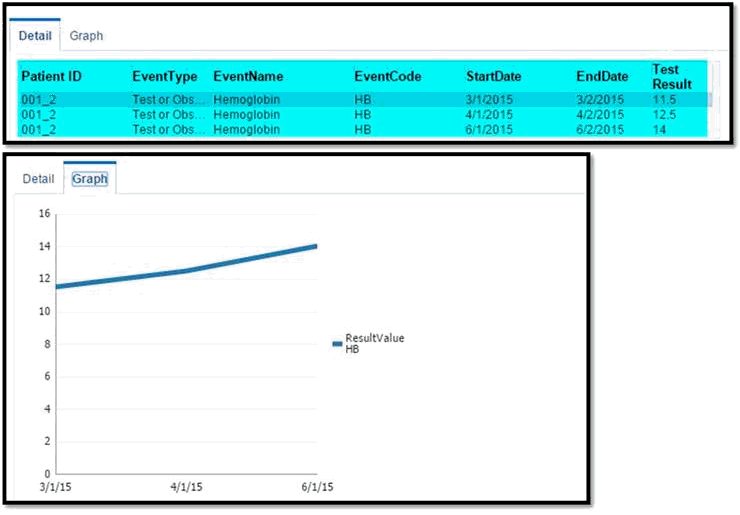 Detail Graph
Patient ID EventType EventName EventCode StartDate EndDate Test Result
001_2 Test or Obs... Hemoglobin HB 3/1/2015 3/2/2015 11.5
001_2 Test or Obs... Hemoglobin HB 4/1/2015 4/2/2015 12.5
001_2 Test or Obs... Hemoglobin HB 6/1/2015 6/2/2015 14
Detail Graph
16
14
12
10
8
6
4
2
0
3/1/15 4/1/15 6/1/15
ResultValue
HB